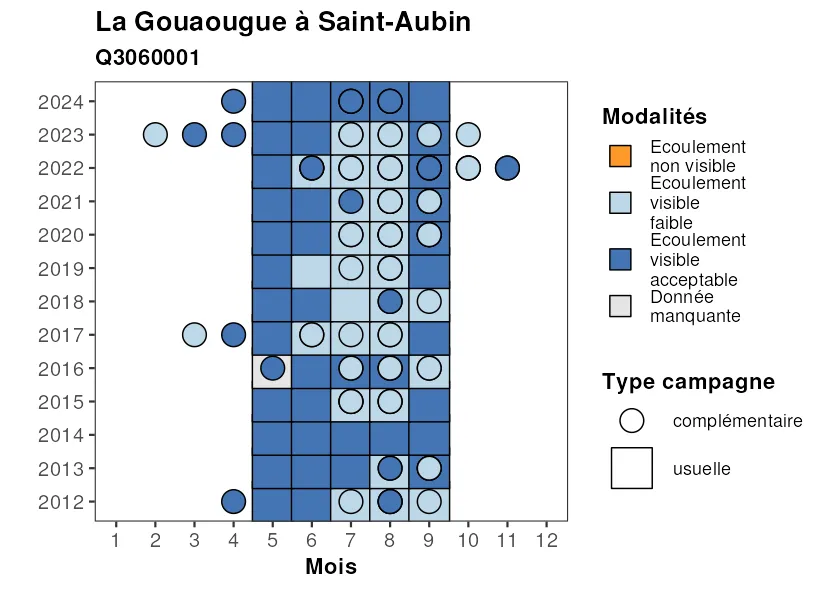 La Gouaougue à Saint-Aubin
Q3060001
2024
2023
2022
2021
2020
2019
2018
2017
2016
2015
2014
2013
2012
1 2 3 4 5 6 7 8 9 10 11 12
Mois
Modalités
Ecoulement
non visible
Ecoulement
visible
faible
Ecoulement
visible
acceptable
Donnée
manquante
Type campagne
complémentaire
usuelle